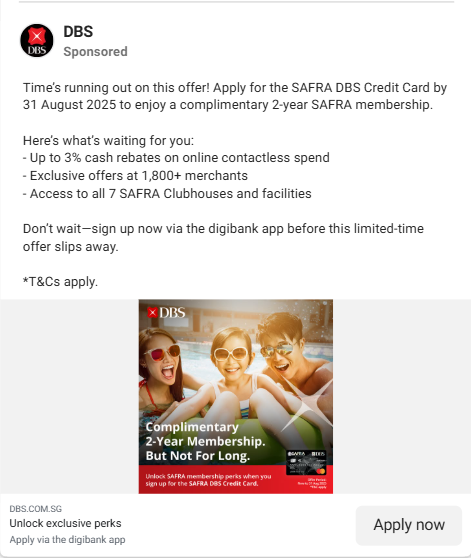 DBS
DBS
Sponsored
Time's running out on this offer! Apply for the SAFRA DBS Credit Card by
31 August 2025 to enjoy a complimentary 2-year SAFRA membership.
Here's what's waiting for you:
- Up to 3% cash rebates on online contactless spend
- Exclusive offers at 1,800+ merchants
- Access to all 7 SAFRA Clubhouses and facilities
Don't wait—sign up now via the digibank app before this limited-time
offer slips away.
*T&Cs apply.
DBS
Complimentary
2-Year Membership.
But Not For Long.
SAFRA DBS
Unlock SAFRA membership perks when you
sign up for the SAFRA DBS Credit Card.
DBS.COM.SG
Unlock exclusive perks
Apply via the digibank app
Apply now